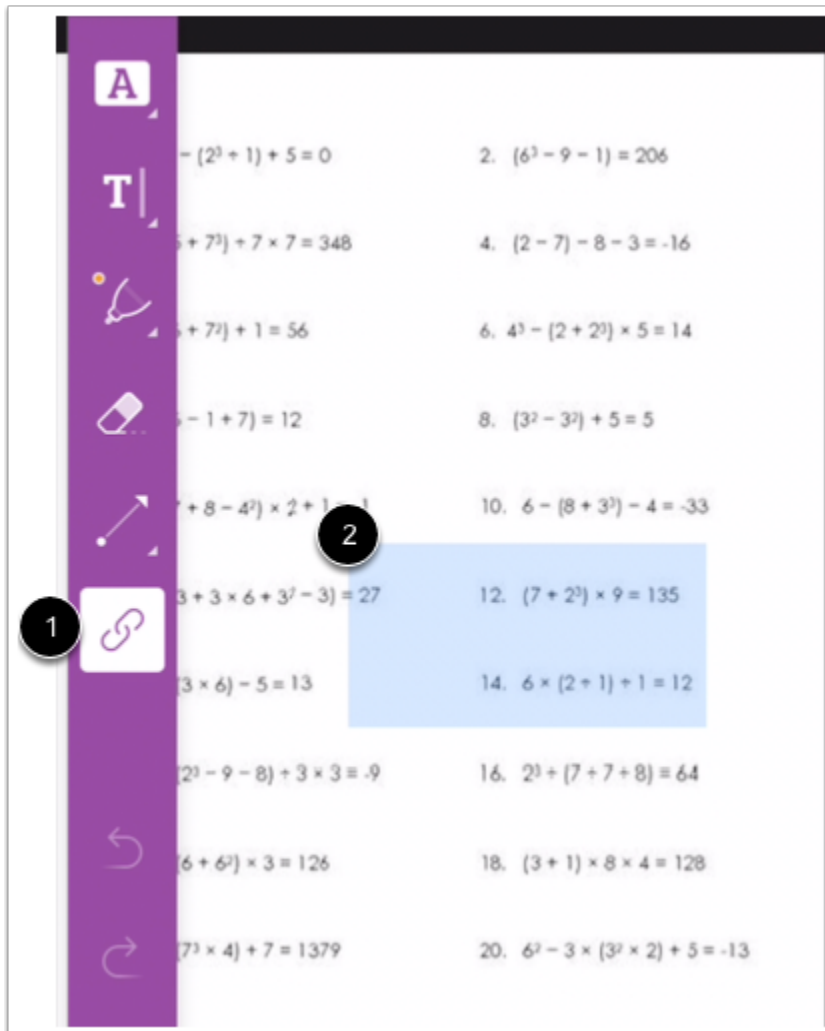 A
T
− (2³ ÷ 1) + 5 = 0 2. (6³ − 9 − 1) = 206
+ 7³) ÷ 7 × 7 = 348 4. (2 − 7) − 8 − 3 = -16
+ 7²) + 1 = 56 6. 4³ − (2 + 2³) × 5 = 14
− 1 + 7) = 12 8. (3² − 3²) + 5 = 5
+ 8 − 4²) × 2 + 10. 6 − (8 + 3³) − 4 = -33
2
3 + 3 × 6 + 3² − 3) = 27 12. (7 + 2³) × 9 = 135
1
(3 × 6) − 5 = 13 14. 6 × (2 ÷ 1) ÷ 1 = 12
(2³ − 9 − 8) ÷ 3 × 3 = -9 16. 2³ + (7 + 7 + 8) = 64
(6 + 6²) × 3 = 126 18. (3 + 1) × 8 × 4 = 128
(7³ × 4) + 7 = 1379 20. 6² − 3 × (3² × 2) + 5 = -13